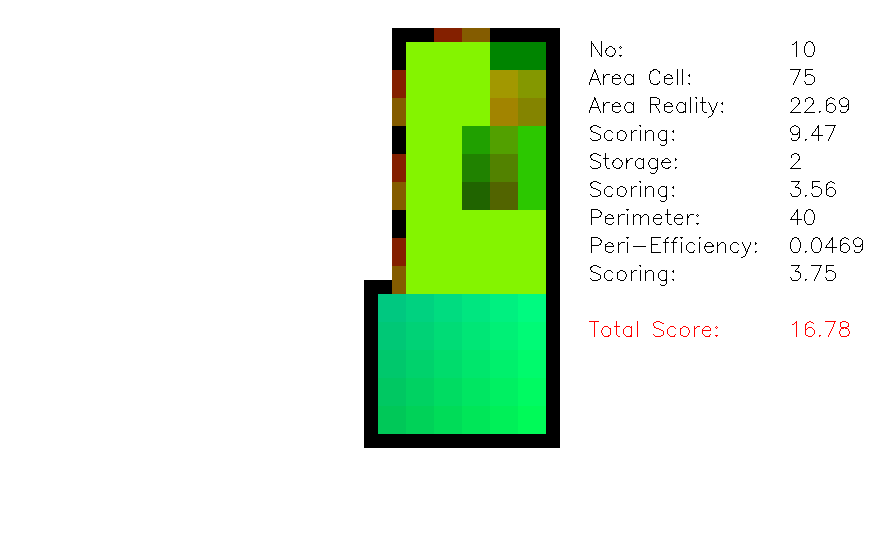 No: 10
Area Cell: 75
Area Reality: 22.69
Scoring: 9.47
Storage: 2
Scoring: 3.56
Perimeter: 40
Peri-Efficiency: 0.0469
Scoring: 3.75
Total Score: 16.78